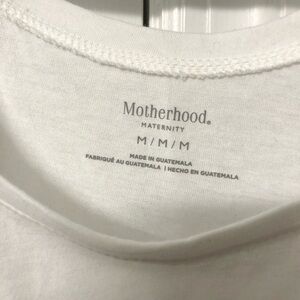 Motherhood®
MATERNITY
M / M / M
MADE IN GUATEMALA
FABRIQUÉ AU GUATEMALA | HECHO EN GUATEMALA